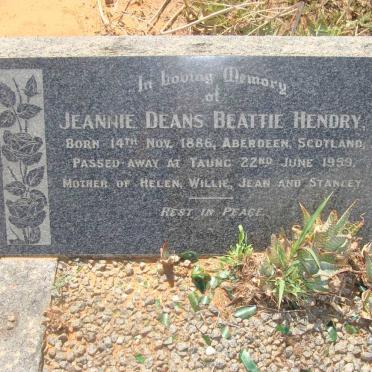 In Loving Memory
of
JEANNIE DEANS BEATTIE HENDRY,
BORN 14TH NOV. 1886, ABERDEEN, SCOTLAND,
PASSED AWAY AT TAUNG 22ND JUNE 1959.
MOTHER OF HELEN, WILLIE, JEAN AND STANLEY.
REST IN PEACE.